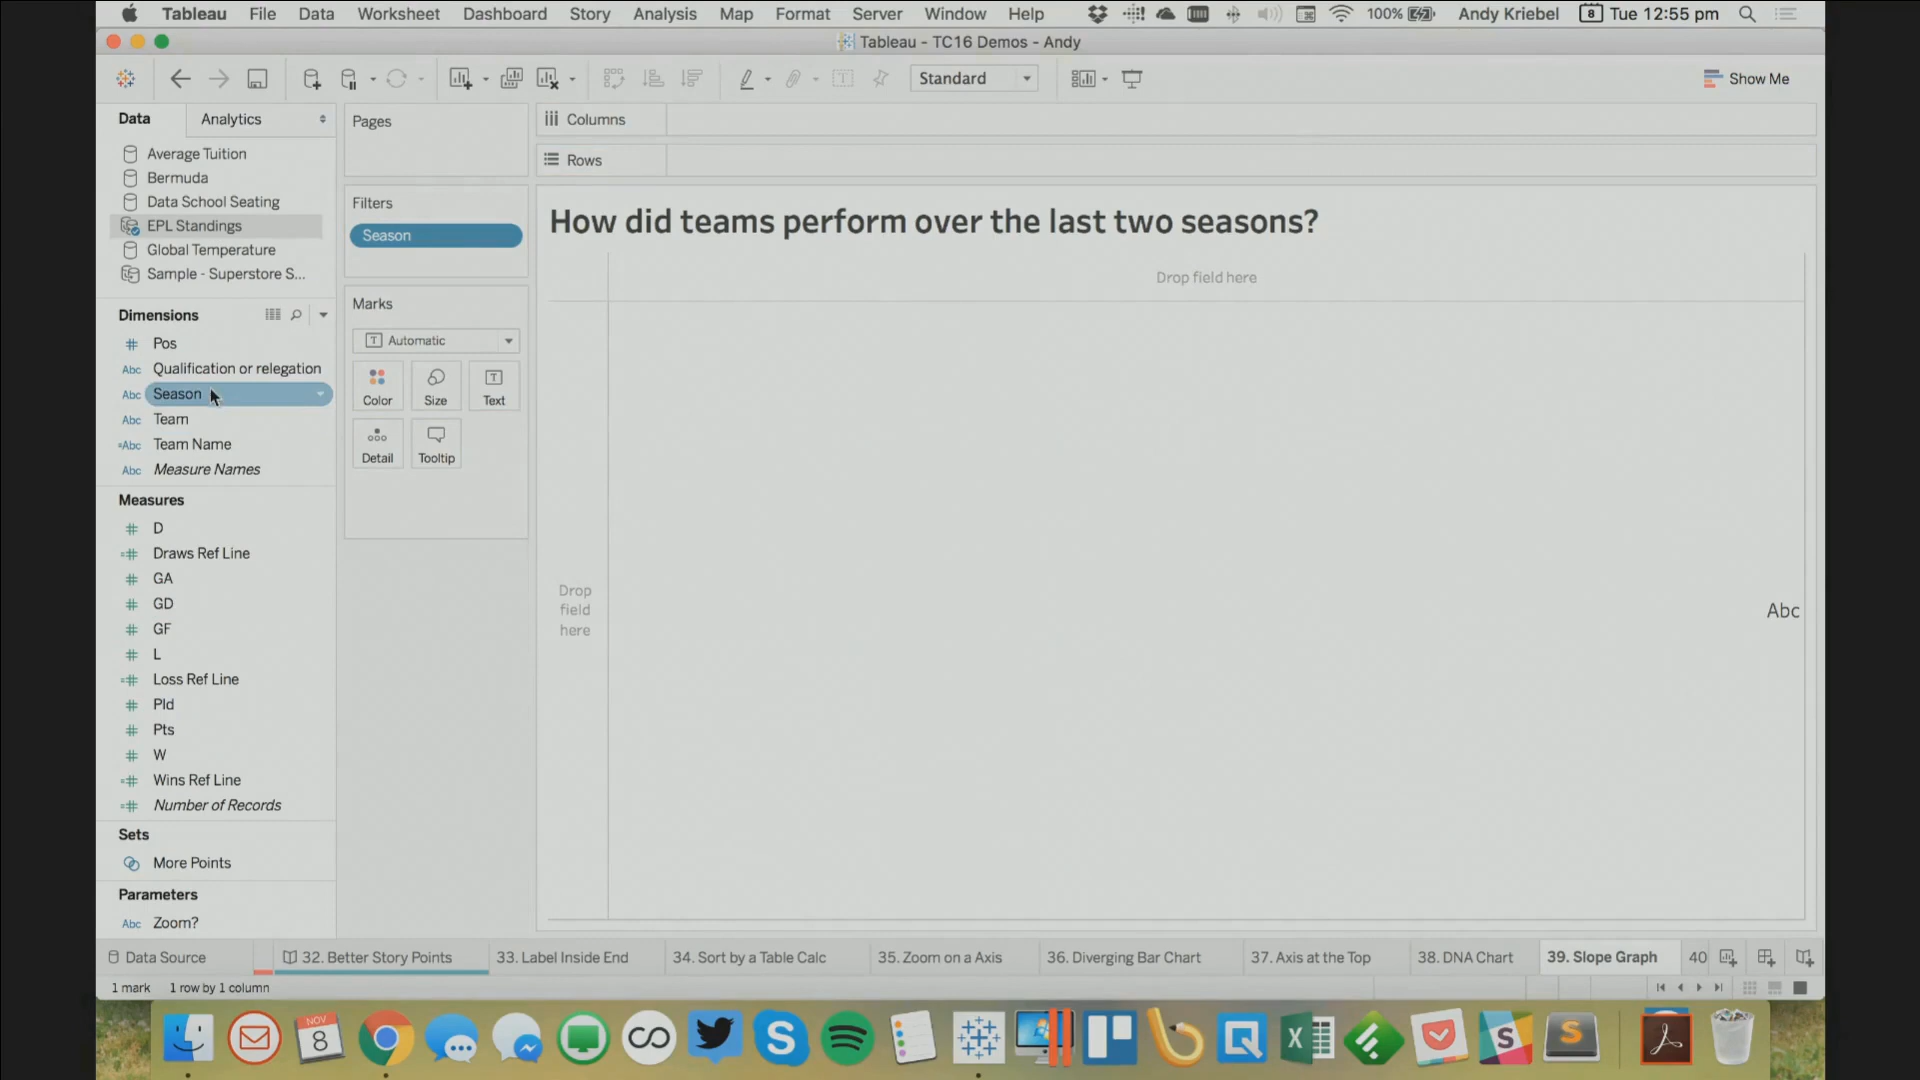 Tableau File Data Worksheet Dashboard Story Analysis Map Format Server Window Help 100% Andy Kriebel 8 Tue 12:55 pm
Tableau - TC16 Demos - Andy
Standard
Show Me
Data
Analytics
Average Tuition
Bermuda
Data School Seating
EPL Standings
Global Temperature
Sample - Superstore S...
Dimensions
# Pos
Abc Qualification or relegation
Abc Season
Abc Team
=Abc Team Name
Abc Measure Names
Measures
# D
=# Draws Ref Line
# GA
# GD
# GF
# L
=# Loss Ref Line
# Pld
# Pts
# W
=# Wins Ref Line
=# Number of Records
Sets
More Points
Parameters
Abc Zoom?
Pages
Filters
Season
Marks
T Automatic
Color
Size
T
Text
Detail
Tooltip
Columns
Rows
How did teams perform over the last two seasons?
Drop field here
Drop
field
here
Abc
Data Source
32. Better Story Points
33. Label Inside End
34. Sort by a Table Calc
35. Zoom on a Axis
36. Diverging Bar Chart
37. Axis at the Top
38. DNA Chart
39. Slope Graph
40
1 mark 1 row by 1 column
NOV
8